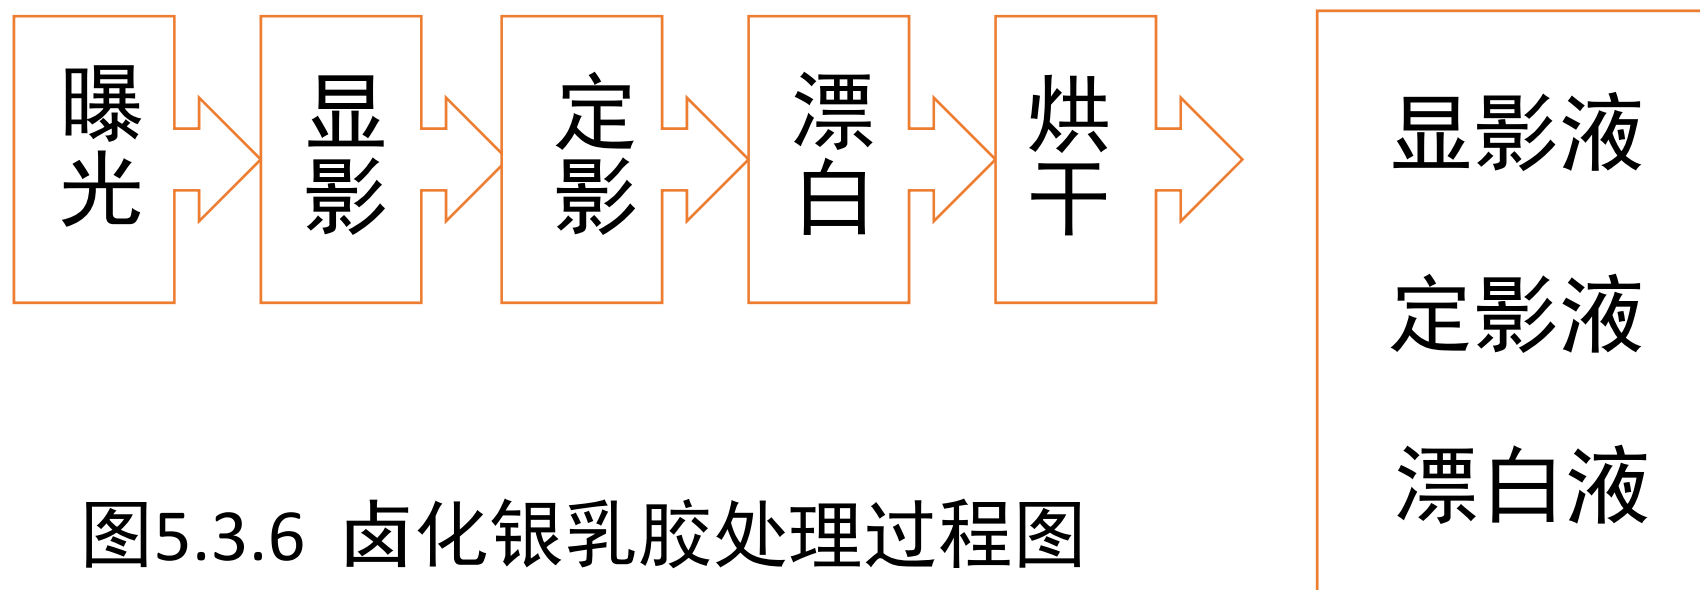 曝光
显影
定影
漂白
烘干
显影液
定影液
漂白液
图5.3.6 卤化银乳胶处理过程图